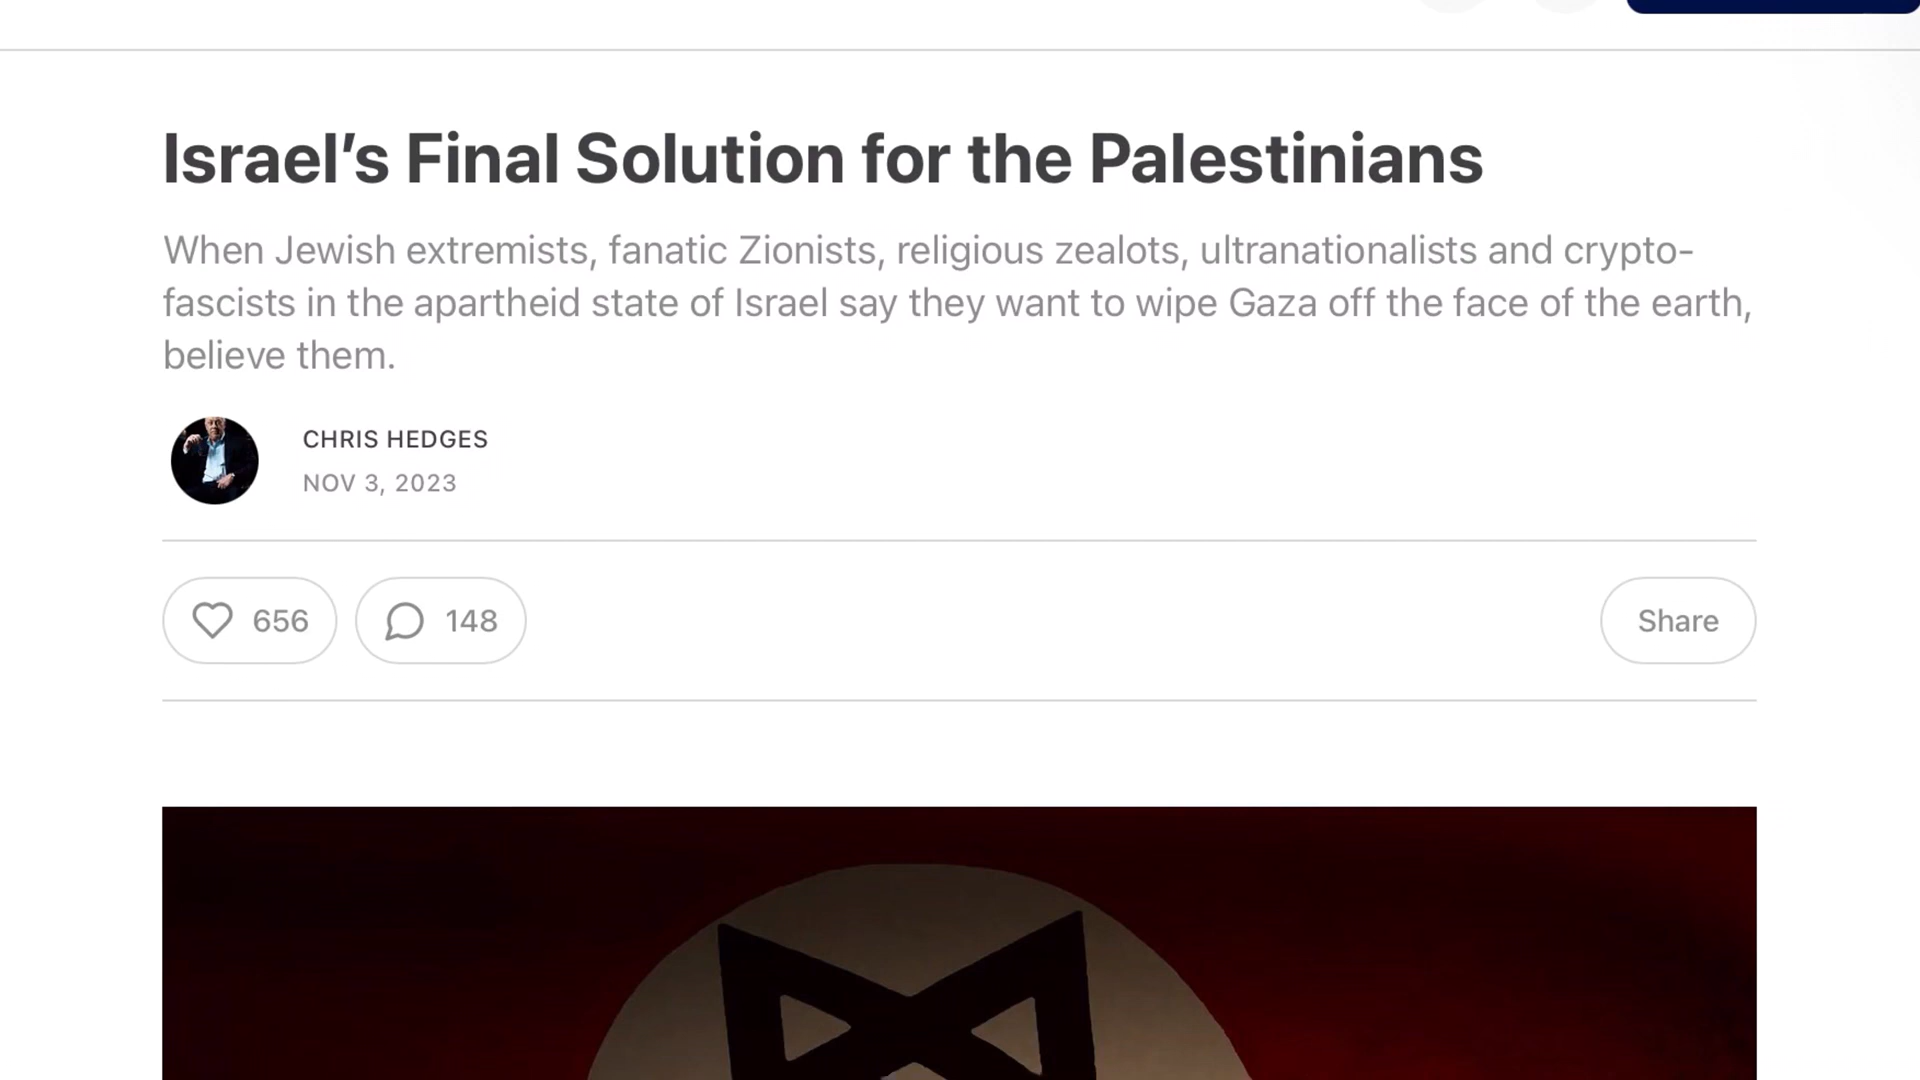 Israel’s Final Solution for the Palestinians
When Jewish extremists, fanatic Zionists, religious zealots, ultranationalists and crypto-
fascists in the apartheid state of Israel say they want to wipe Gaza off the face of the earth,
believe them.
CHRIS HEDGES
NOV 3, 2023
656 148 Share